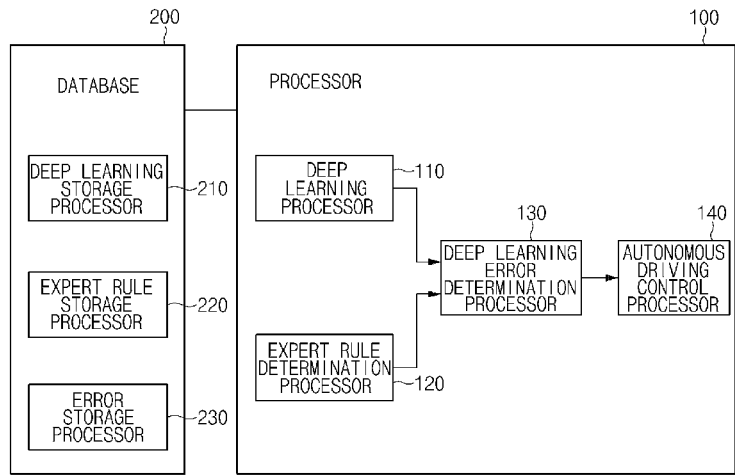 200
100
DATABASE
PROCESSOR
DEEP LEARNING
STORAGE
PROCESSOR
210
EXPERT RULE
STORAGE
PROCESSOR
220
ERROR
STORAGE
PROCESSOR
230
DEEP
LEARNING
PROCESSOR
110
EXPERT RULE
DETERMINATION
PROCESSOR
120
130
DEEP LEARNING
ERROR
DETERMINATION
PROCESSOR
140
AUTONOMOUS
DRIVING
CONTROL
PROCESSOR